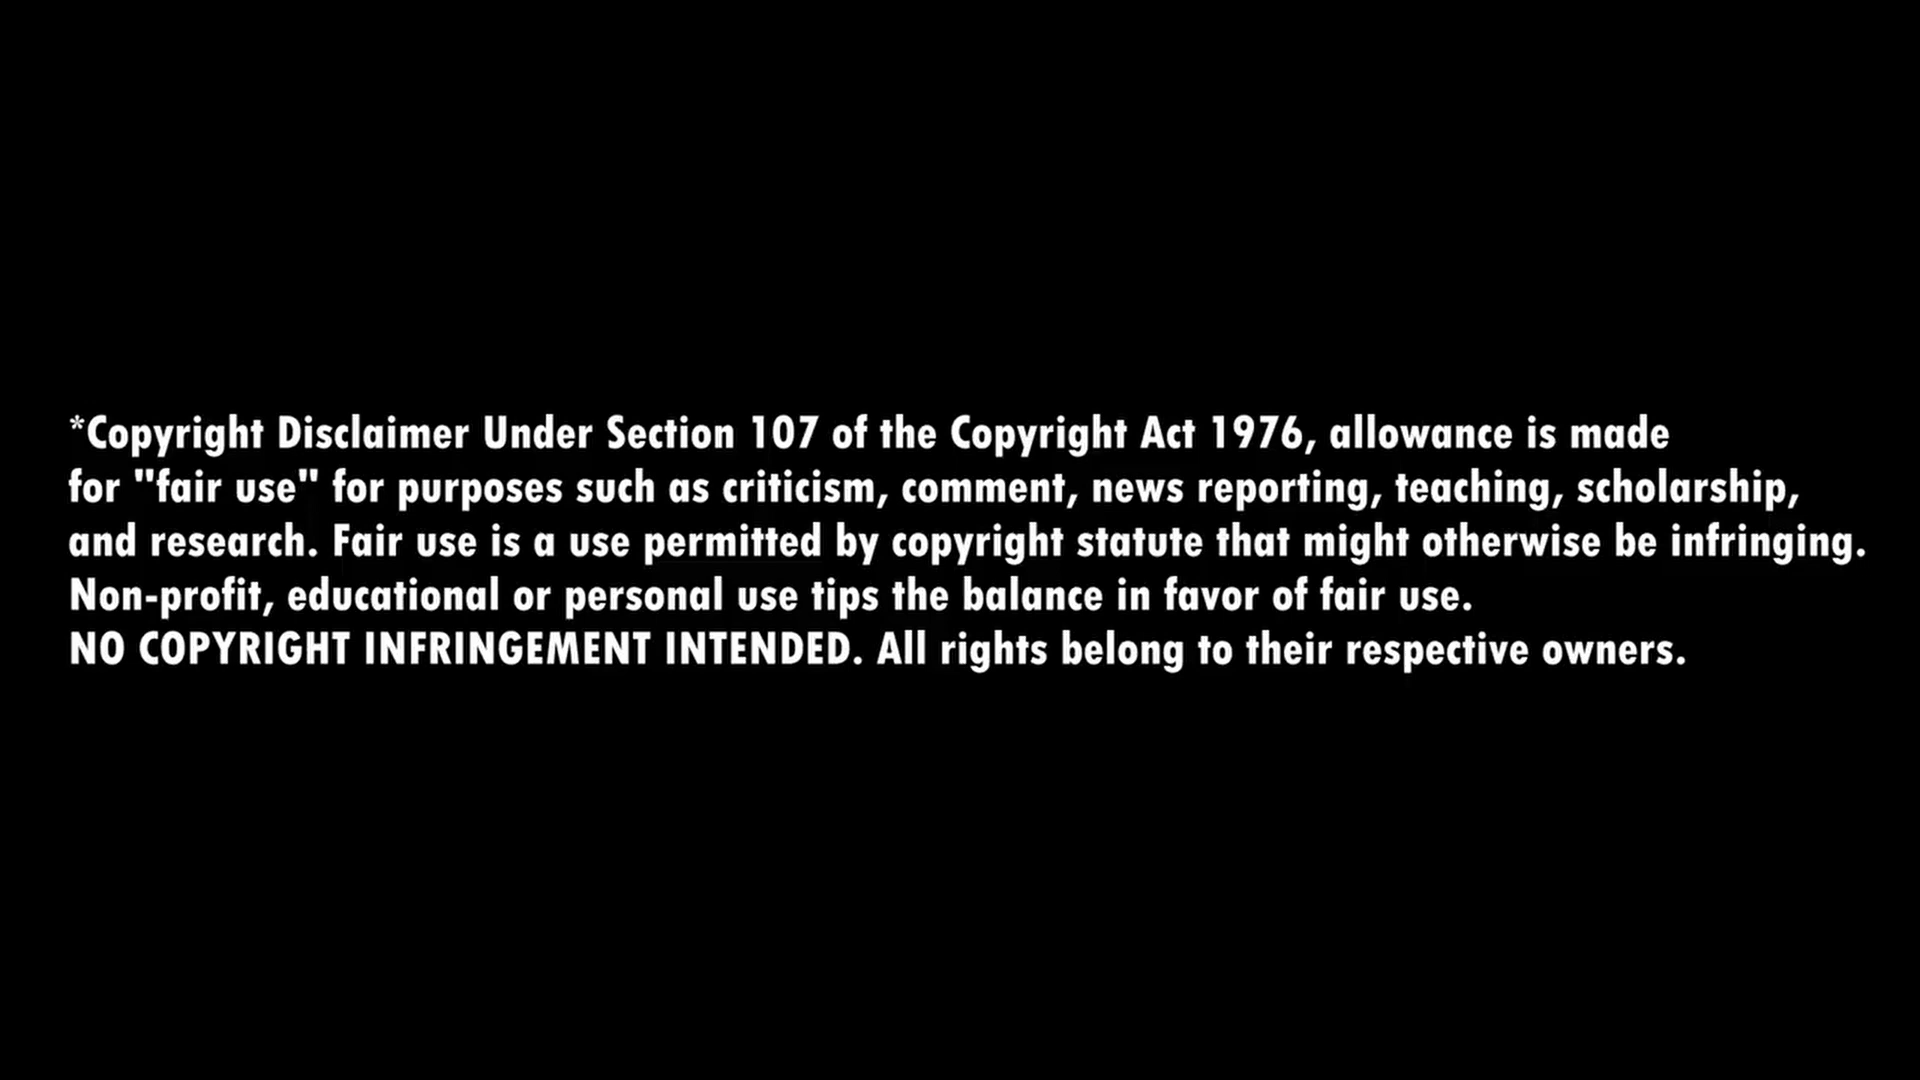 *Copyright Disclaimer Under Section 107 of the Copyright Act 1976, allowance is made
for "fair use" for purposes such as criticism, comment, news reporting, teaching, scholarship,
and research. Fair use is a use permitted by copyright statute that might otherwise be infringing.
Non-profit, educational or personal use tips the balance in favor of fair use.
NO COPYRIGHT INFRINGEMENT INTENDED. All rights belong to their respective owners.